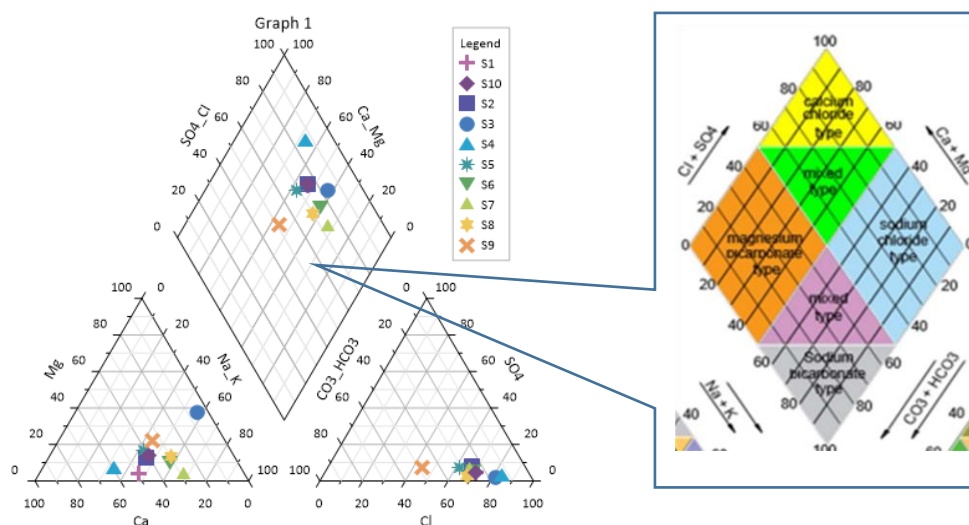 Graph 1
100
100
80
80
60
60
40
40
20
20
0
0
SO4_Cl
Ca_Mg
Legend
S1
S10
S2
S3
S4
S5
S6
S7
S8
S9
100
0
80
20
60
40
40
60
20
80
0
100
Mg
Na_K
100
80
60
40
20
0
Ca
0
100
20
80
40
60
60
40
80
20
100
0
CO3_HCO3
SO4
0
20
40
60
80
100
Cl
100
80
80
60
60
40
40
20
20
0
0
20
20
40
40
60
60
80
80
100
Cl + SO4
Ca + Mg
calcium
chloride
type
mixed
type
magnesium
bicarbonate
type
sodium
chloride
type
mixed
type
Sodium
bicarbonate
type
Na + K
CO3 + HCO3
40
40